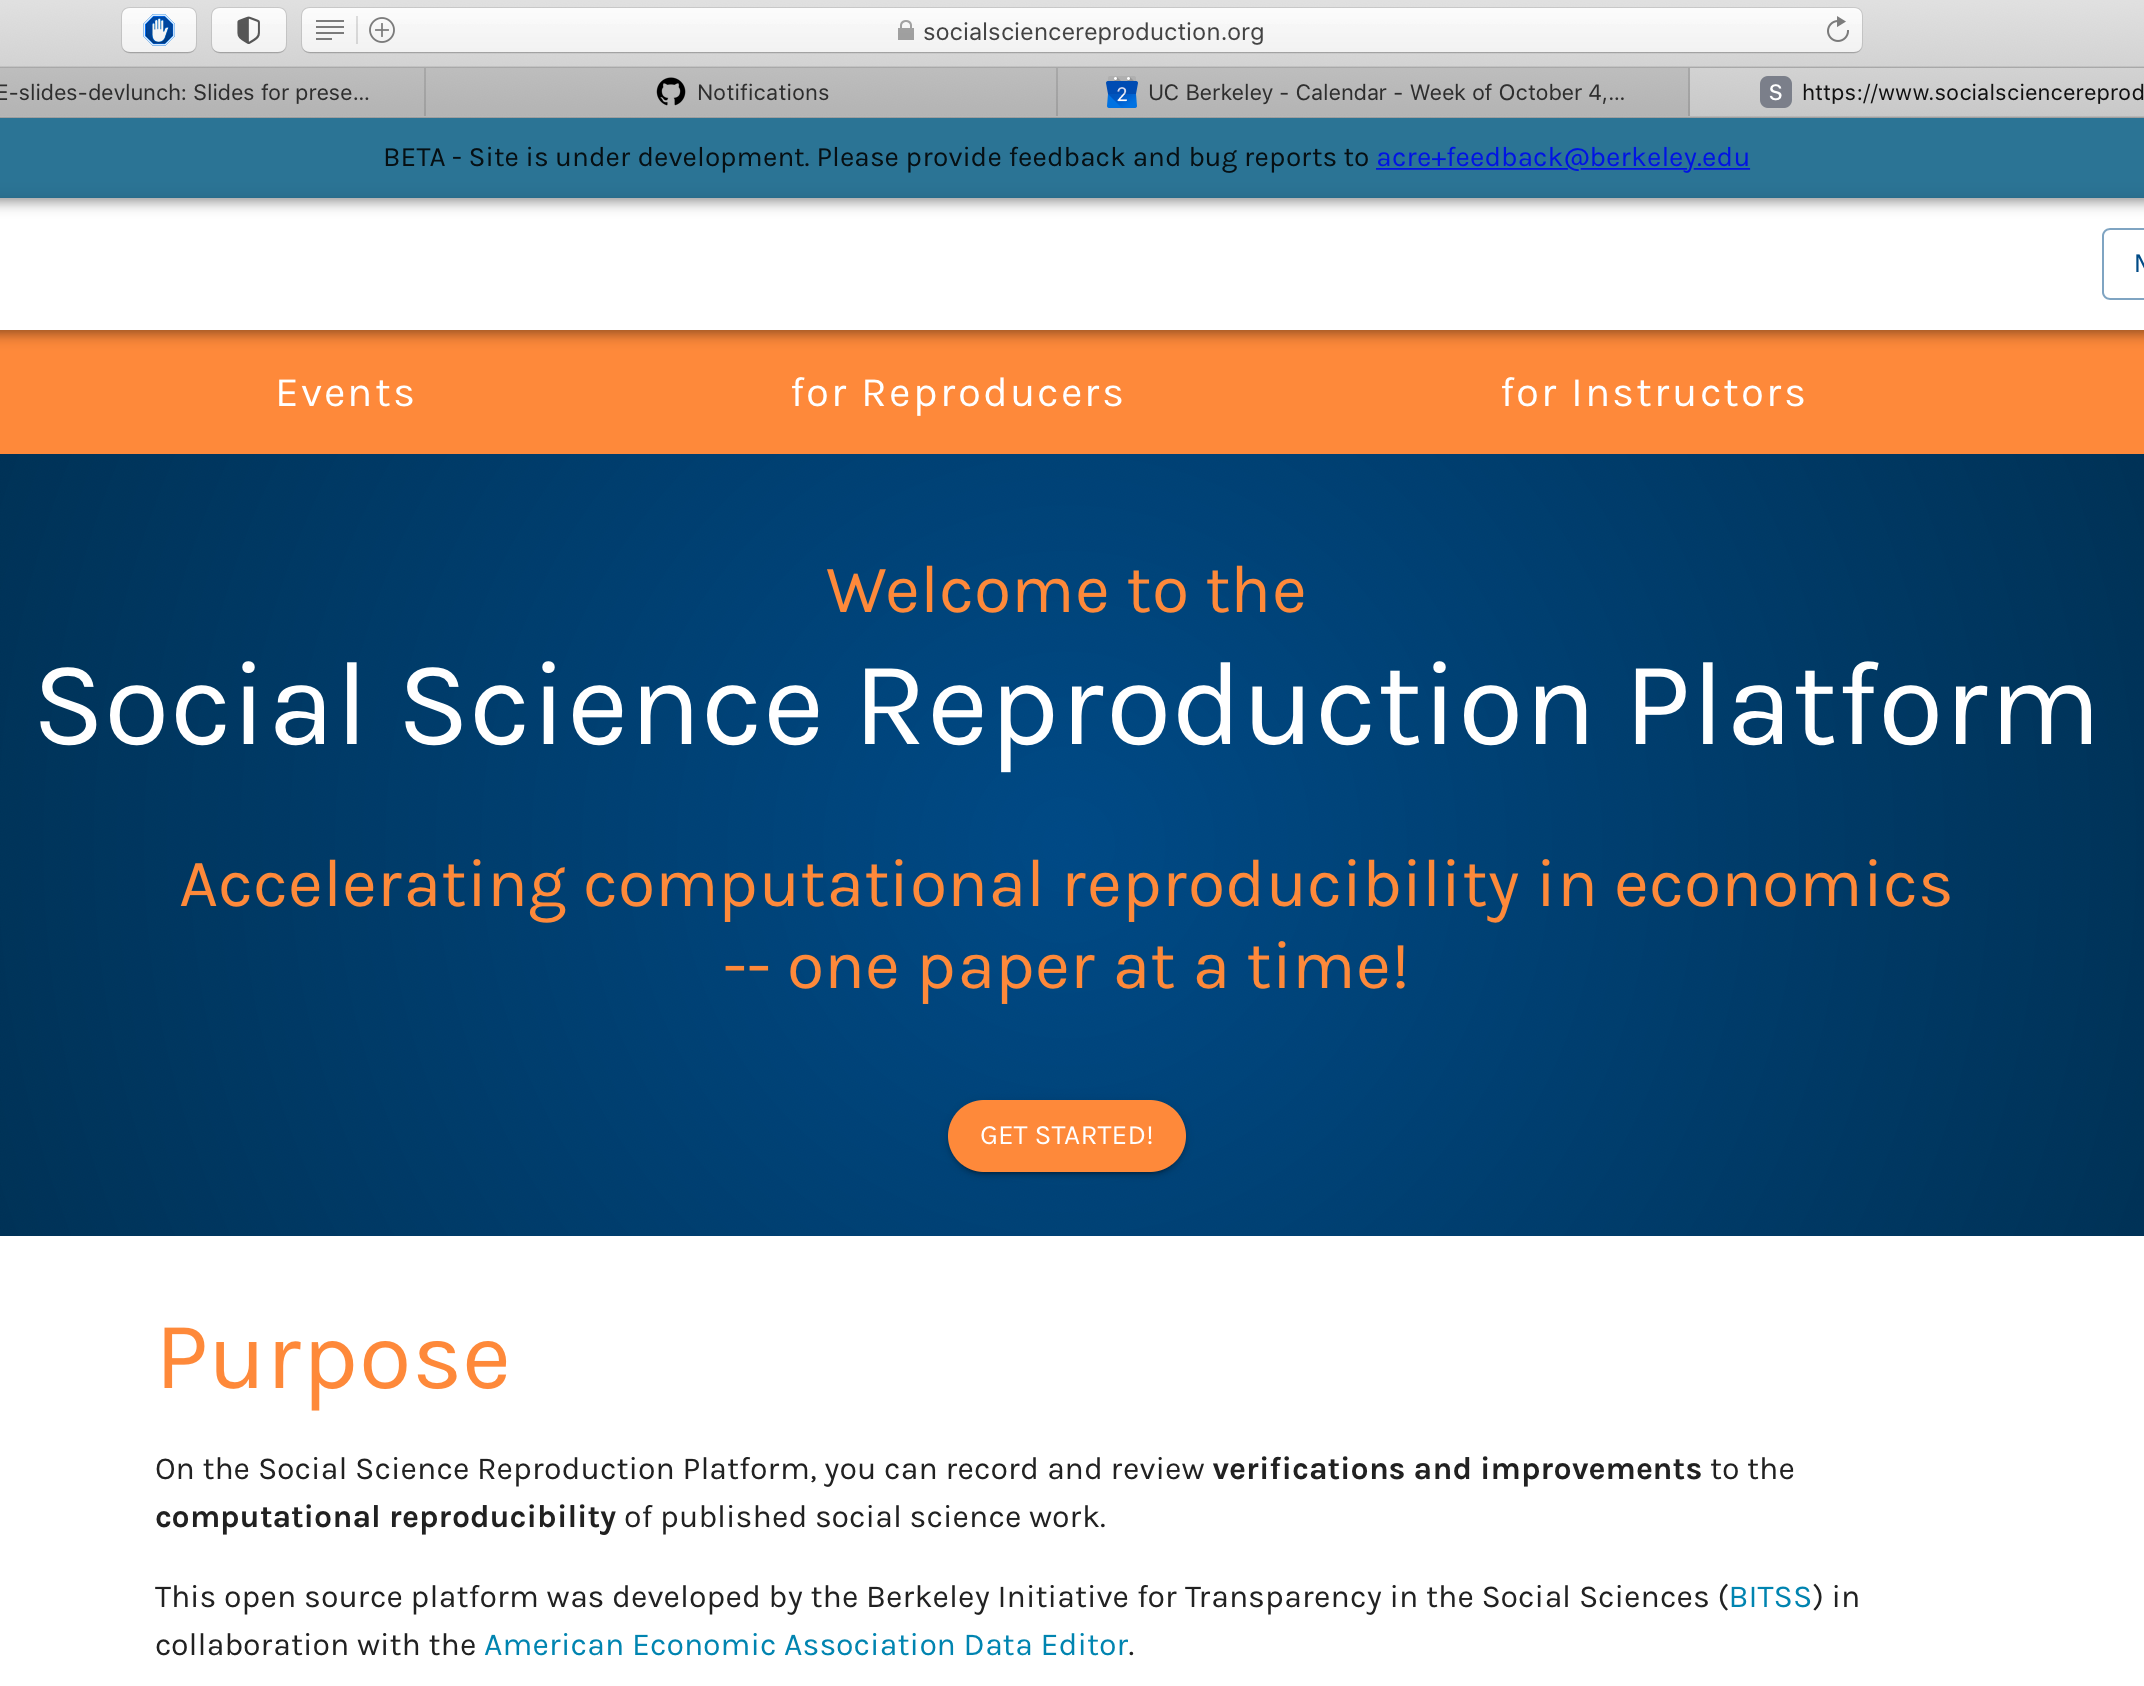 socialsciencereproduction.org
E-slides-devlunch: Slides for prese...
Notifications
2
UC Berkeley - Calendar - Week of October 4,...
S
https://www.socialsciencereprod
BETA - Site is under development. Please provide feedback and bug reports to acre+feedback@berkeley.edu
Events
for Reproducers
for Instructors
Welcome to the
Social Science Reproduction Platform
Accelerating computational reproducibility in economics
-- one paper at a time!
GET STARTED!
Purpose
On the Social Science Reproduction Platform, you can record and review verifications and improvements to the
computational reproducibility of published social science work.
This open source platform was developed by the Berkeley Initiative for Transparency in the Social Sciences (BITSS) in
collaboration with the American Economic Association Data Editor.